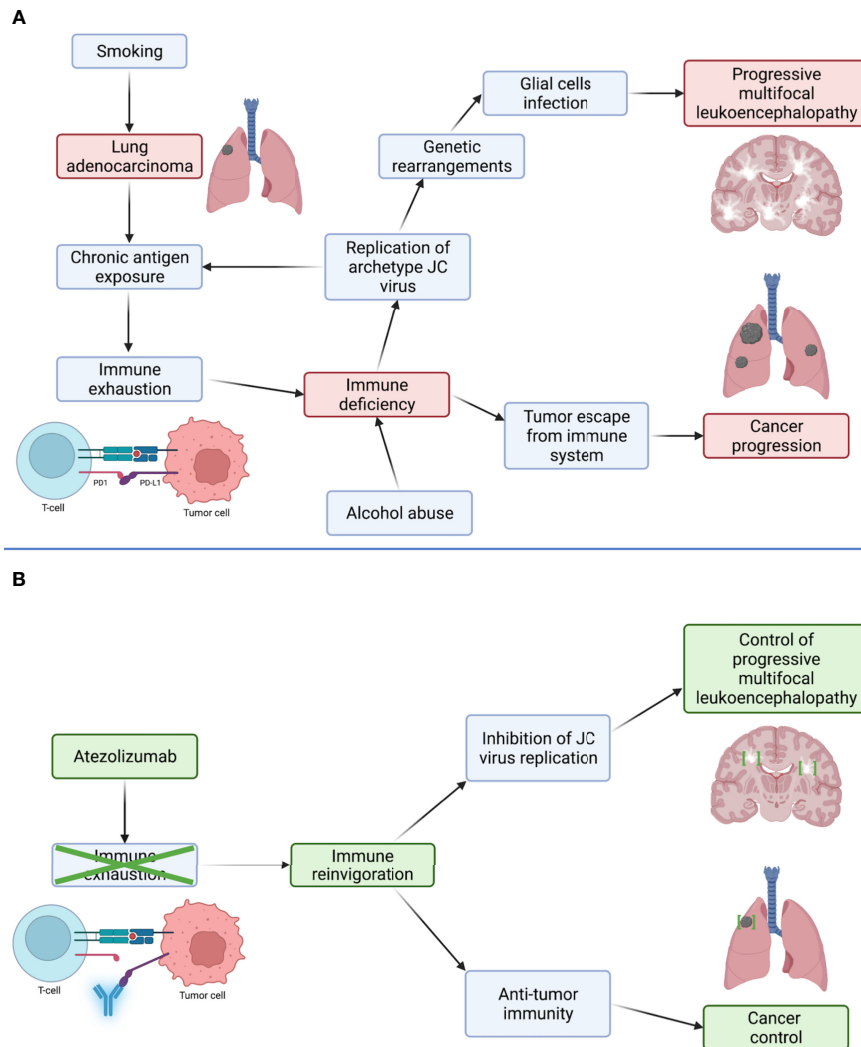 A
Smoking
Lung
adenocarcinoma
Chronic antigen
exposure
Immune
exhaustion
PD1
PD-L1
T-cell
Tumor cell
Glial cells
infection
Progressive
multifocal
leukoencephalopathy
Genetic
rearrangements
Replication of
archetype JC
virus
Immune
deficiency
Tumor escape
from immune
system
Cancer
progression
Alcohol abuse
B
Atezolizumab
Immune
exhaustion
T-cell
Tumor cell
Immune
reinvigoration
Inhibition of JC
virus replication
Control of
progressive
multifocal
leukoencephalopathy
Anti-tumor
immunity
Cancer
control